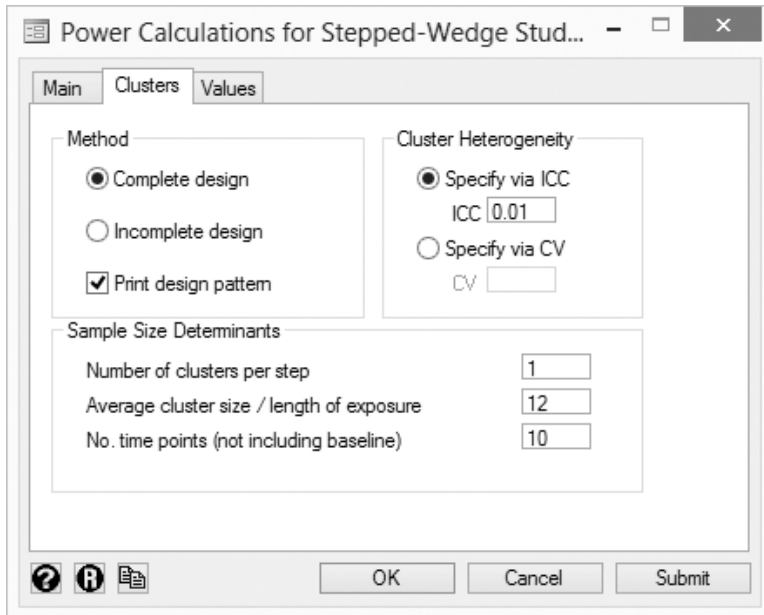 Power Calculations for Stepped-Wedge Stud...
Main Clusters Values
Method
Complete design
Incomplete design
Print design pattern
Cluster Heterogeneity
Specify via ICC
ICC 0.01
Specify via CV
CV
Sample Size Determinants
Number of clusters per step 1
Average cluster size / length of exposure 12
No. time points (not including baseline) 10
? R
OK Cancel Submit